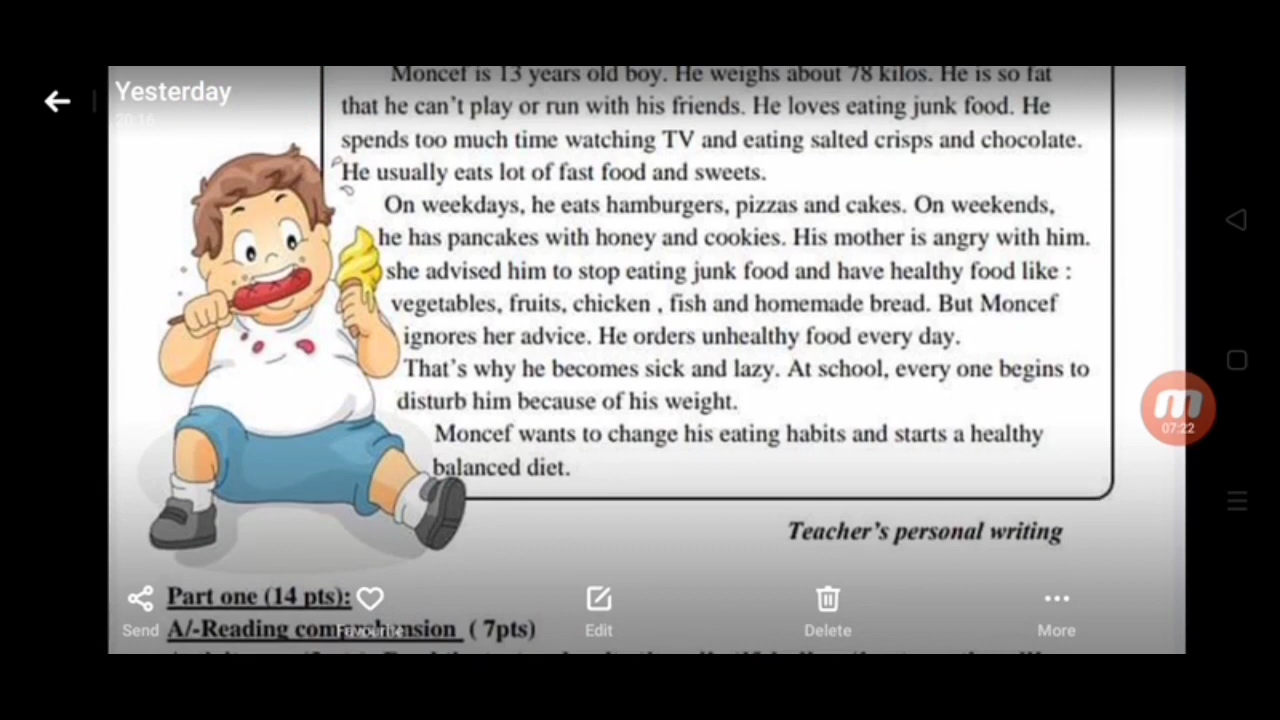 Yesterday
20:16
Moncef is 13 years old boy. He weighs about 78 kilos. He is so fat
that he can't play or run with his friends. He loves eating junk food. He
spends too much time watching TV and eating salted crisps and chocolate.
He usually eats lot of fast food and sweets.
On weekdays, he eats hamburgers, pizzas and cakes. On weekends,
he has pancakes with honey and cookies. His mother is angry with him.
she advised him to stop eating junk food and have healthy food like :
vegetables, fruits, chicken , fish and homemade bread. But Moncef
ignores her advice. He orders unhealthy food every day.
That's why he becomes sick and lazy. At school, every one begins to
disturb him because of his weight.
Moncef wants to change his eating habits and starts a healthy
balanced diet.
Teacher's personal writing
Part one (14 pts):
A/-Reading comprehension ( 7pts)
Send Favourite Edit Delete More
07:22